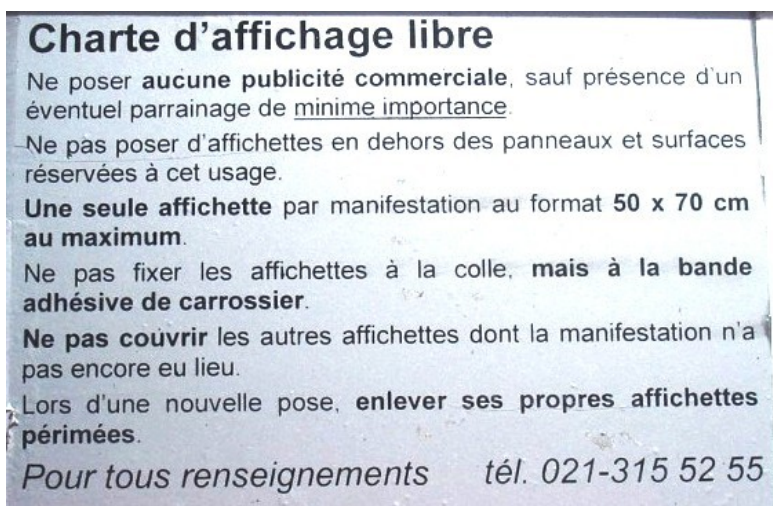 Charte d'affichage libre
Ne poser aucune publicité commerciale, sauf présence d'un
éventuel parrainage de minime importance.
Ne pas poser d'affichettes en dehors des panneaux et surfaces
réservées à cet usage.
Une seule affichette par manifestation au format 50 x 70 cm
au maximum.
Ne pas fixer les affichettes à la colle, mais à la bande
adhésive de carrossier.
Ne pas couvrir les autres affichettes dont la manifestation n'a
pas encore eu lieu.
Lors d'une nouvelle pose, enlever ses propres affichettes
périmées.
Pour tous renseignements tél. 021-315 52 55